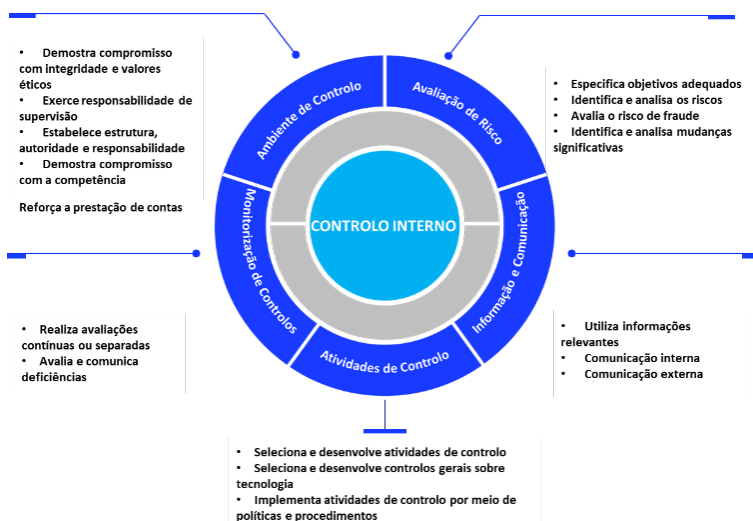 • Demostra compromisso
com integridade e valores
éticos
• Exerce responsabilidade de
supervisão
• Estabelece estrutura,
autoridade e responsabilidade
• Demostra compromisso
com a competência
Reforça a prestação de contas
Ambiente de Controlo
Avaliação de Risco
• Especifica objetivos adequados
• Identifica e analisa os riscos
• Avalia o risco de fraude
• Identifica e analisa mudanças
significativas
CONTROLO INTERNO
Monitorização de Controlos
Informação e Comunicação
Atividades de Controlo
• Realiza avaliações
contínuas ou separadas
• Avalia e comunica
deficiências
• Utiliza informações
relevantes
• Comunicação interna
• Comunicação externa
• Seleciona e desenvolve atividades de controlo
• Seleciona e desenvolve controlos gerais sobre
tecnologia
• Implementa atividades de controlo por meio de
políticas e procedimentos